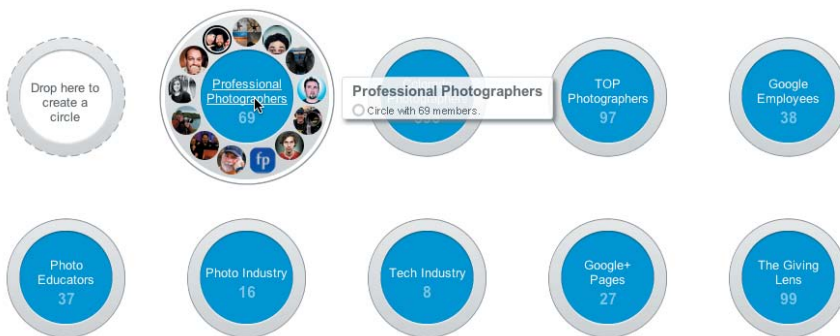 Drop here to
create a
circle
Professional
Photographers
69
fp
Professional Photographers
Circle with 69 members.
TOP
Photographers
97
Google
Employees
38
Photo
Educators
37
Photo Industry
16
Tech Industry
8
Google+
Pages
27
The Giving
Lens
99